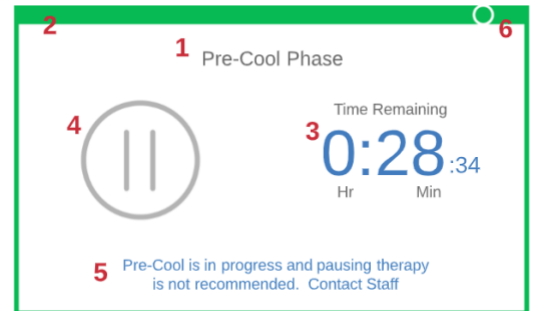 2
6
1 Pre-Cool Phase
4
Time Remaining
3 0:28:34
Hr Min
5 Pre-Cool is in progress and pausing therapy
is not recommended. Contact Staff